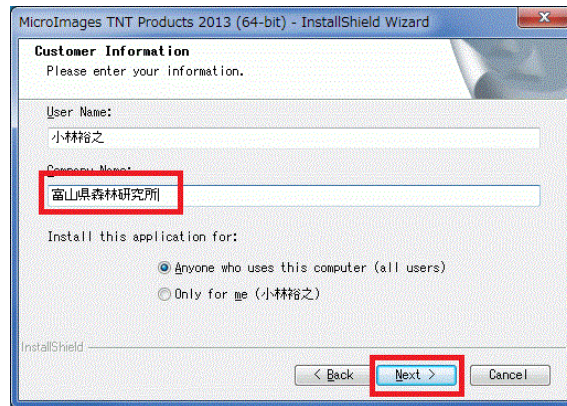 MicroImages TNT Products 2013 (64-bit) - InstallShield Wizard
Customer Information
Please enter your information.
User Name:
小林裕之
Company Name:
富山県森林研究所
Install this application for:
Anyone who uses this computer (all users)
Only for me (小林裕之)
InstallShield
< Back Next > Cancel